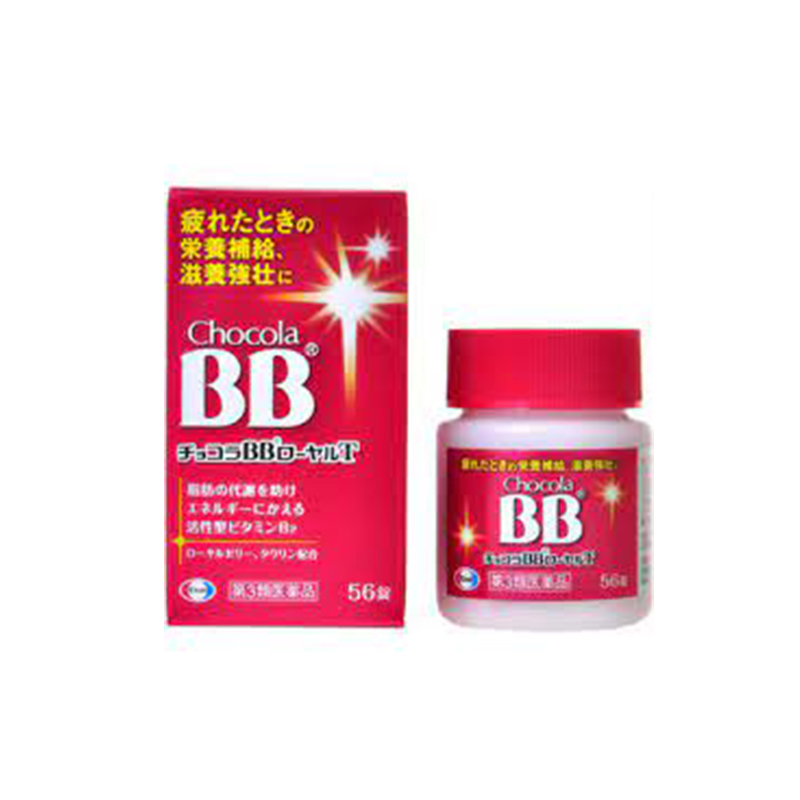 疲れたときの
栄養補給、
滋養強壮に
Chocola
BB®
チョコラBB®ローヤルT
脂肪の代謝を助け
エネルギーにかえる
活性型ビタミンB2
ローヤルゼリー、タウリン配合
Eisai
第3類医薬品
56錠
疲れたときの栄養補給、滋養強壮に
Chocola
BB®
チョコラBB®ローヤルT
第3類医薬品
56錠